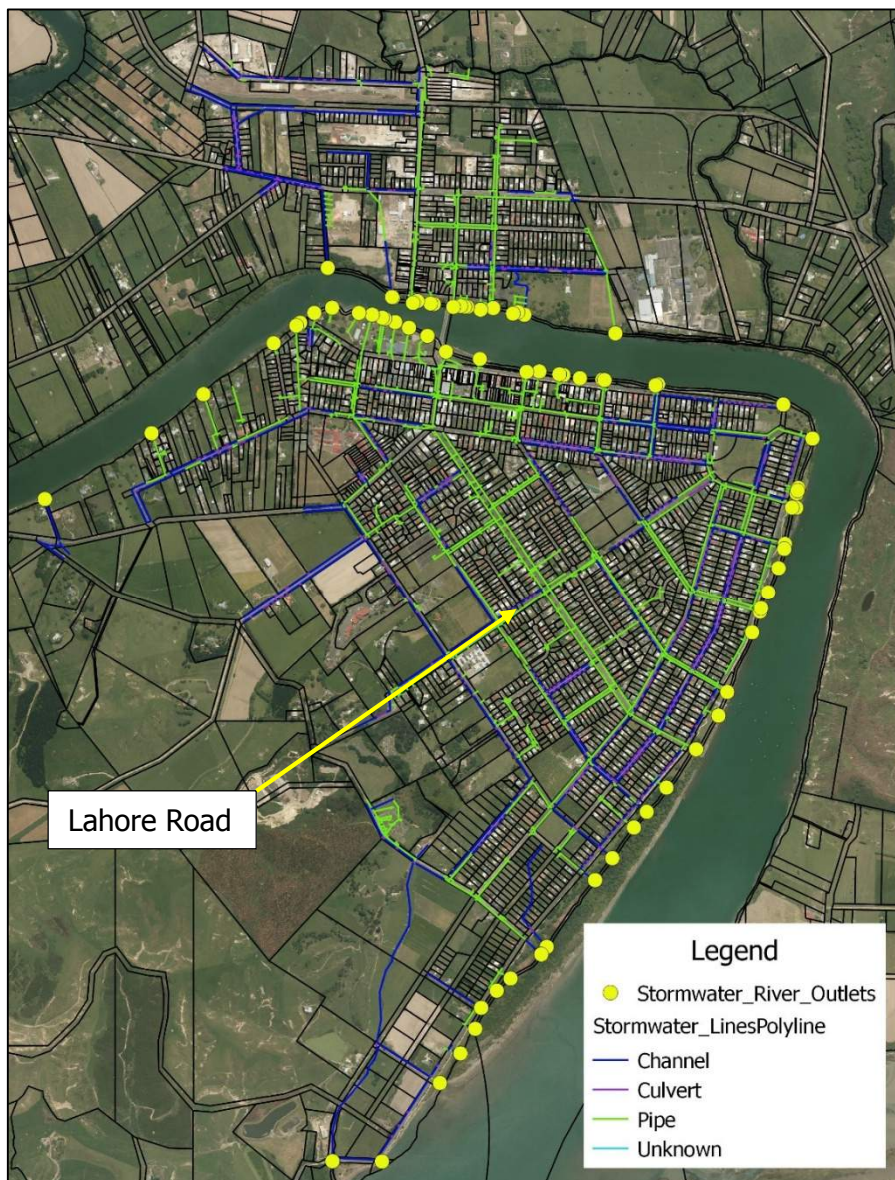 Lahore Road
Legend
Stormwater_River_Outlets
Stormwater_LinesPolyline
Channel
Culvert
Pipe
Unknown